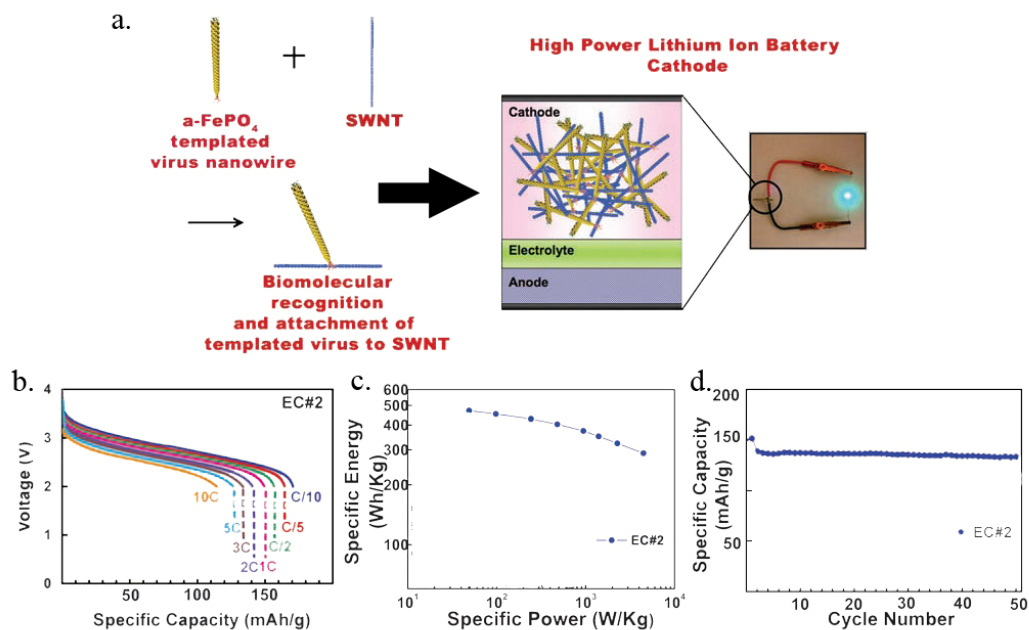 a.
+
a-FePO4
templated
virus nanowire
SWNT
Biomolecular
recognition
and attachment of
templated virus to SWNT
High Power Lithium Ion Battery
Cathode
Cathode
Electrolyte
Anode
b.
EC#2
Voltage (V)
4
3
2
1
0
10C
5C
3C
2C
1C
C/2
C/5
C/10
50
100
150
Specific Capacity (mAh/g)
c.
Specific Energy
(Wh/Kg)
600
500
400
300
100
EC#2
10^1
10^2
10^3
10^4
Specific Power (W/Kg)
d.
Specific Capacity
(mAh/g)
200
150
100
50
EC#2
10
20
30
40
50
Cycle Number